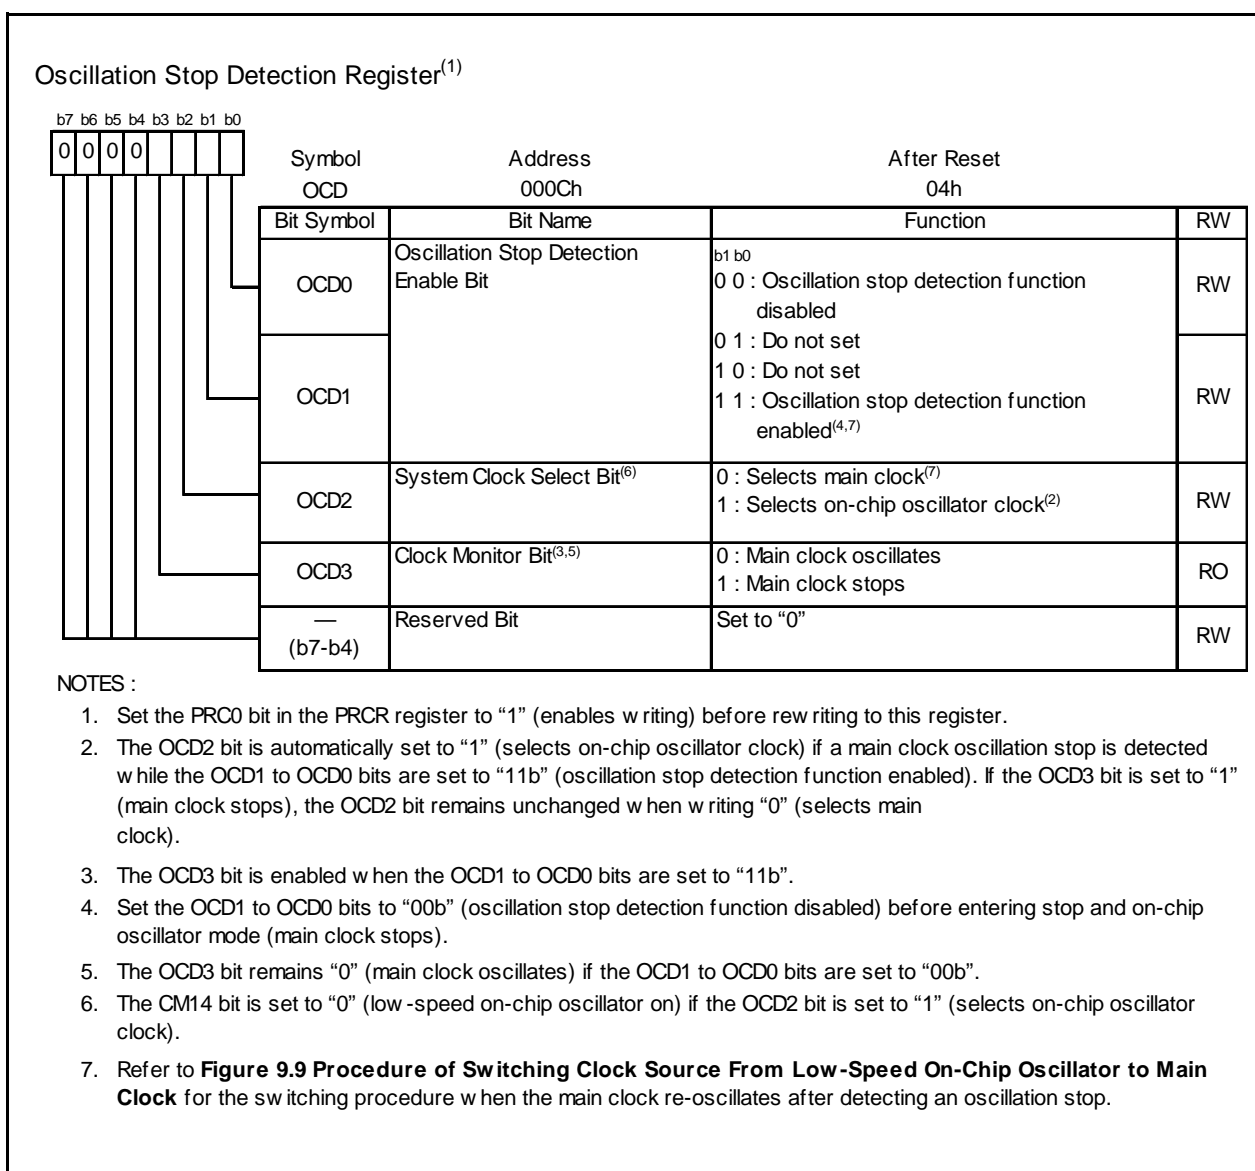 Oscillation Stop Detection Register(1)
b7 b6 b5 b4 b3 b2 b1 b0
0 0 0 0
Symbol Address After Reset
OCD 000Ch 04h
Bit Symbol Bit Name Function RW
OCD0 Oscillation Stop Detection Enable Bit b1 b0
0 0 : Oscillation stop detection function
disabled RW
OCD1 0 1 : Do not set
1 0 : Do not set
1 1 : Oscillation stop detection function
enabled(4,7) RW
OCD2 System Clock Select Bit(6) 0 : Selects main clock(7)
1 : Selects on-chip oscillator clock(2) RW
OCD3 Clock Monitor Bit(3,5) 0 : Main clock oscillates
1 : Main clock stops RO
— Reserved Bit Set to “0”
(b7-b4) RW
NOTES :
1. Set the PRC0 bit in the PRCR register to “1” (enables writing) before rewriting to this register.
2. The OCD2 bit is automatically set to “1” (selects on-chip oscillator clock) if a main clock oscillation stop is detected
while the OCD1 to OCD0 bits are set to “11b” (oscillation stop detection function enabled). If the OCD3 bit is set to “1”
(main clock stops), the OCD2 bit remains unchanged when writing “0” (selects main
clock).
3. The OCD3 bit is enabled when the OCD1 to OCD0 bits are set to “11b”.
4. Set the OCD1 to OCD0 bits to “00b” (oscillation stop detection function disabled) before entering stop and on-chip
oscillator mode (main clock stops).
5. The OCD3 bit remains “0” (main clock oscillates) if the OCD1 to OCD0 bits are set to “00b”.
6. The CM14 bit is set to “0” (low-speed on-chip oscillator on) if the OCD2 bit is set to “1” (selects on-chip oscillator
clock).
7. Refer to Figure 9.9 Procedure of Switching Clock Source From Low-Speed On-Chip Oscillator to Main
Clock for the switching procedure when the main clock re-oscillates after detecting an oscillation stop.